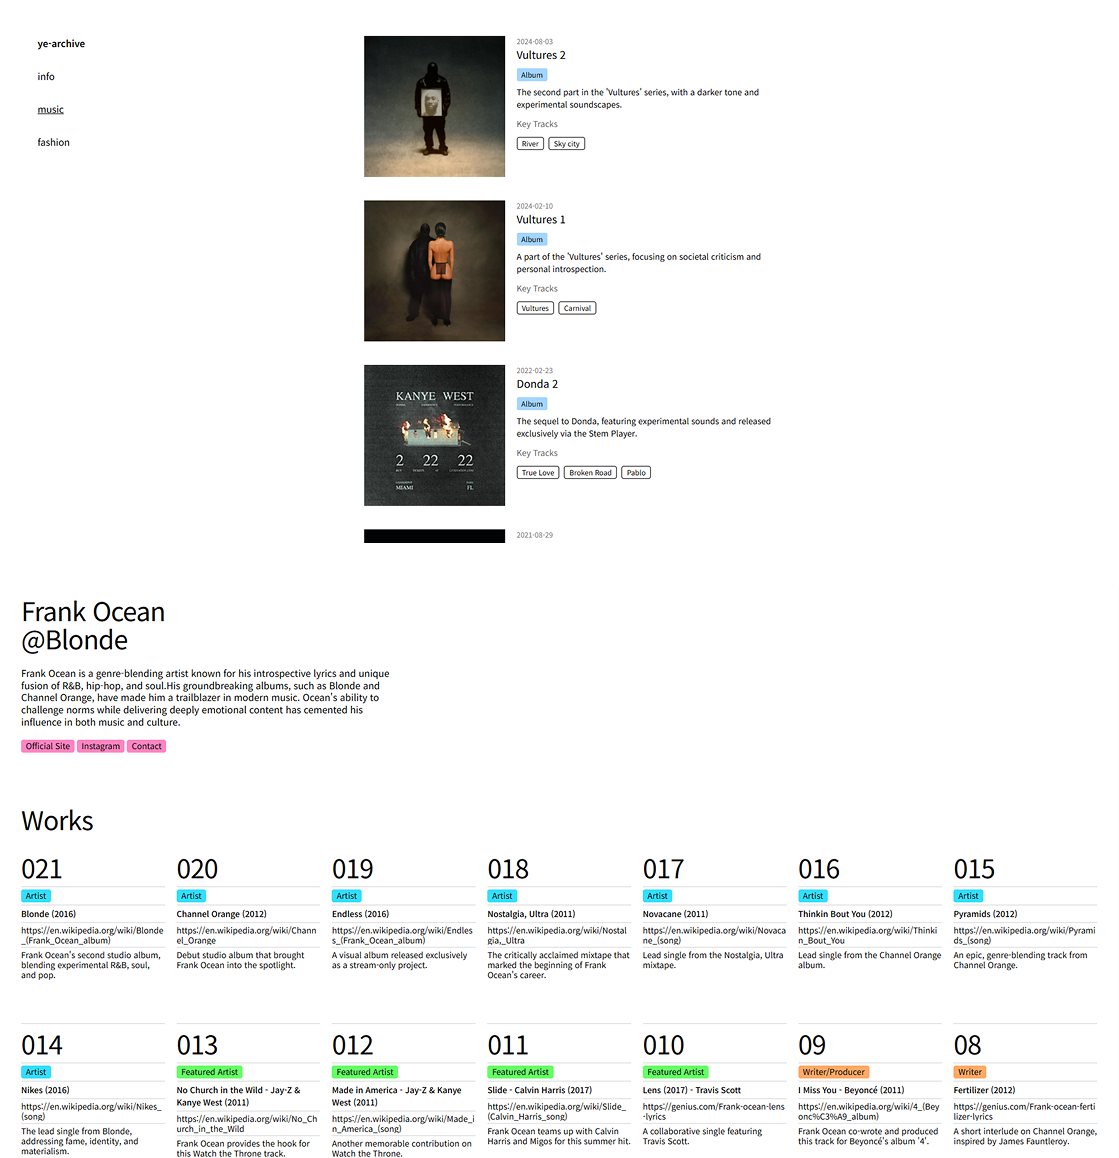 ye-archive
info
music
fashion
2024-08-03
Vultures 2
Album
The second part in the 'Vultures' series, with a darker tone and
experimental soundscapes.
Key Tracks
River
Sky city
2024-02-10
Vultures 1
Album
A part of the 'Vultures' series, focusing on societal criticism and
personal introspection.
Key Tracks
Vultures
Carnival
KANYE WEST
2 22 22
MIAMI FL
2022-02-23
Donda 2
Album
The sequel to Donda, featuring experimental sounds and released
exclusively via the Stem Player.
Key Tracks
True Love
Broken Road
Pablo
2021-08-29
Frank Ocean
@Blonde
Frank Ocean is a genre-blending artist known for his introspective lyrics and unique
fusion of R&B, hip-hop, and soul.His groundbreaking albums, such as Blonde and
Channel Orange, have made him a trailblazer in modern music. Ocean's ability to
challenge norms while delivering deeply emotional content has cemented his
influence in both music and culture.
Official Site
Instagram
Contact
Works
021
Artist
Blonde (2016)
https://en.wikipedia.org/wiki/Blonde
_(Frank_Ocean_album)
Frank Ocean's second studio album,
blending experimental R&B, soul,
and pop.
020
Artist
Channel Orange (2012)
https://en.wikipedia.org/wiki/Chann
el_Orange
Debut studio album that brought
Frank Ocean into the spotlight.
019
Artist
Endless (2016)
https://en.wikipedia.org/wiki/Endles
s_(Frank_Ocean_album)
A visual album released exclusively
as a stream-only project.
018
Artist
Nostalgia, Ultra (2011)
https://en.wikipedia.org/wiki/Nostal
gia,_Ultra
The critically acclaimed mixtape that
marked the beginning of Frank
Ocean's career.
017
Artist
Novacane (2011)
https://en.wikipedia.org/wiki/Novaca
ne_(song)
Lead single from the Nostalgia, Ultra
mixtape.
016
Artist
Thinkin Bout You (2012)
https://en.wikipedia.org/wiki/Thinki
n_Bout_You
Lead single from the Channel Orange
album.
015
Artist
Pyramids (2012)
https://en.wikipedia.org/wiki/Pyrami
ds_(song)
An epic, genre-blending track from
Channel Orange.
014
Artist
Nikes (2016)
https://en.wikipedia.org/wiki/Nikes_
(song)
The lead single from Blonde,
addressing fame, identity, and
materialism.
013
Featured Artist
No Church in the Wild - Jay-Z &
Kanye West (2011)
https://en.wikipedia.org/wiki/No_Ch
urch_in_the_Wild
Frank Ocean provides the hook for
this Watch the Throne track.
012
Featured Artist
Made in America - Jay-Z & Kanye
West (2011)
https://en.wikipedia.org/wiki/Made_i
n_America_(song)
Another memorable contribution on
Watch the Throne.
011
Featured Artist
Slide - Calvin Harris (2017)
https://en.wikipedia.org/wiki/Slide_
(Calvin_Harris_song)
Frank Ocean teams up with Calvin
Harris and Migos for this summer hit.
010
Featured Artist
Lens (2017) - Travis Scott
https://genius.com/Frank-ocean-lens
-lyrics
A collaborative single featuring
Travis Scott.
09
Writer/Producer
I Miss You - Beyoncé (2011)
https://en.wikipedia.org/wiki/4_(Bey
onc%C3%A9_album)
Frank Ocean co-wrote and produced
this track for Beyoncé's album '4'.
08
Writer
Fertilizer (2012)
https://genius.com/Frank-ocean-ferti
lizer-lyrics
A short interlude on Channel Orange,
inspired by James Fauntleroy.